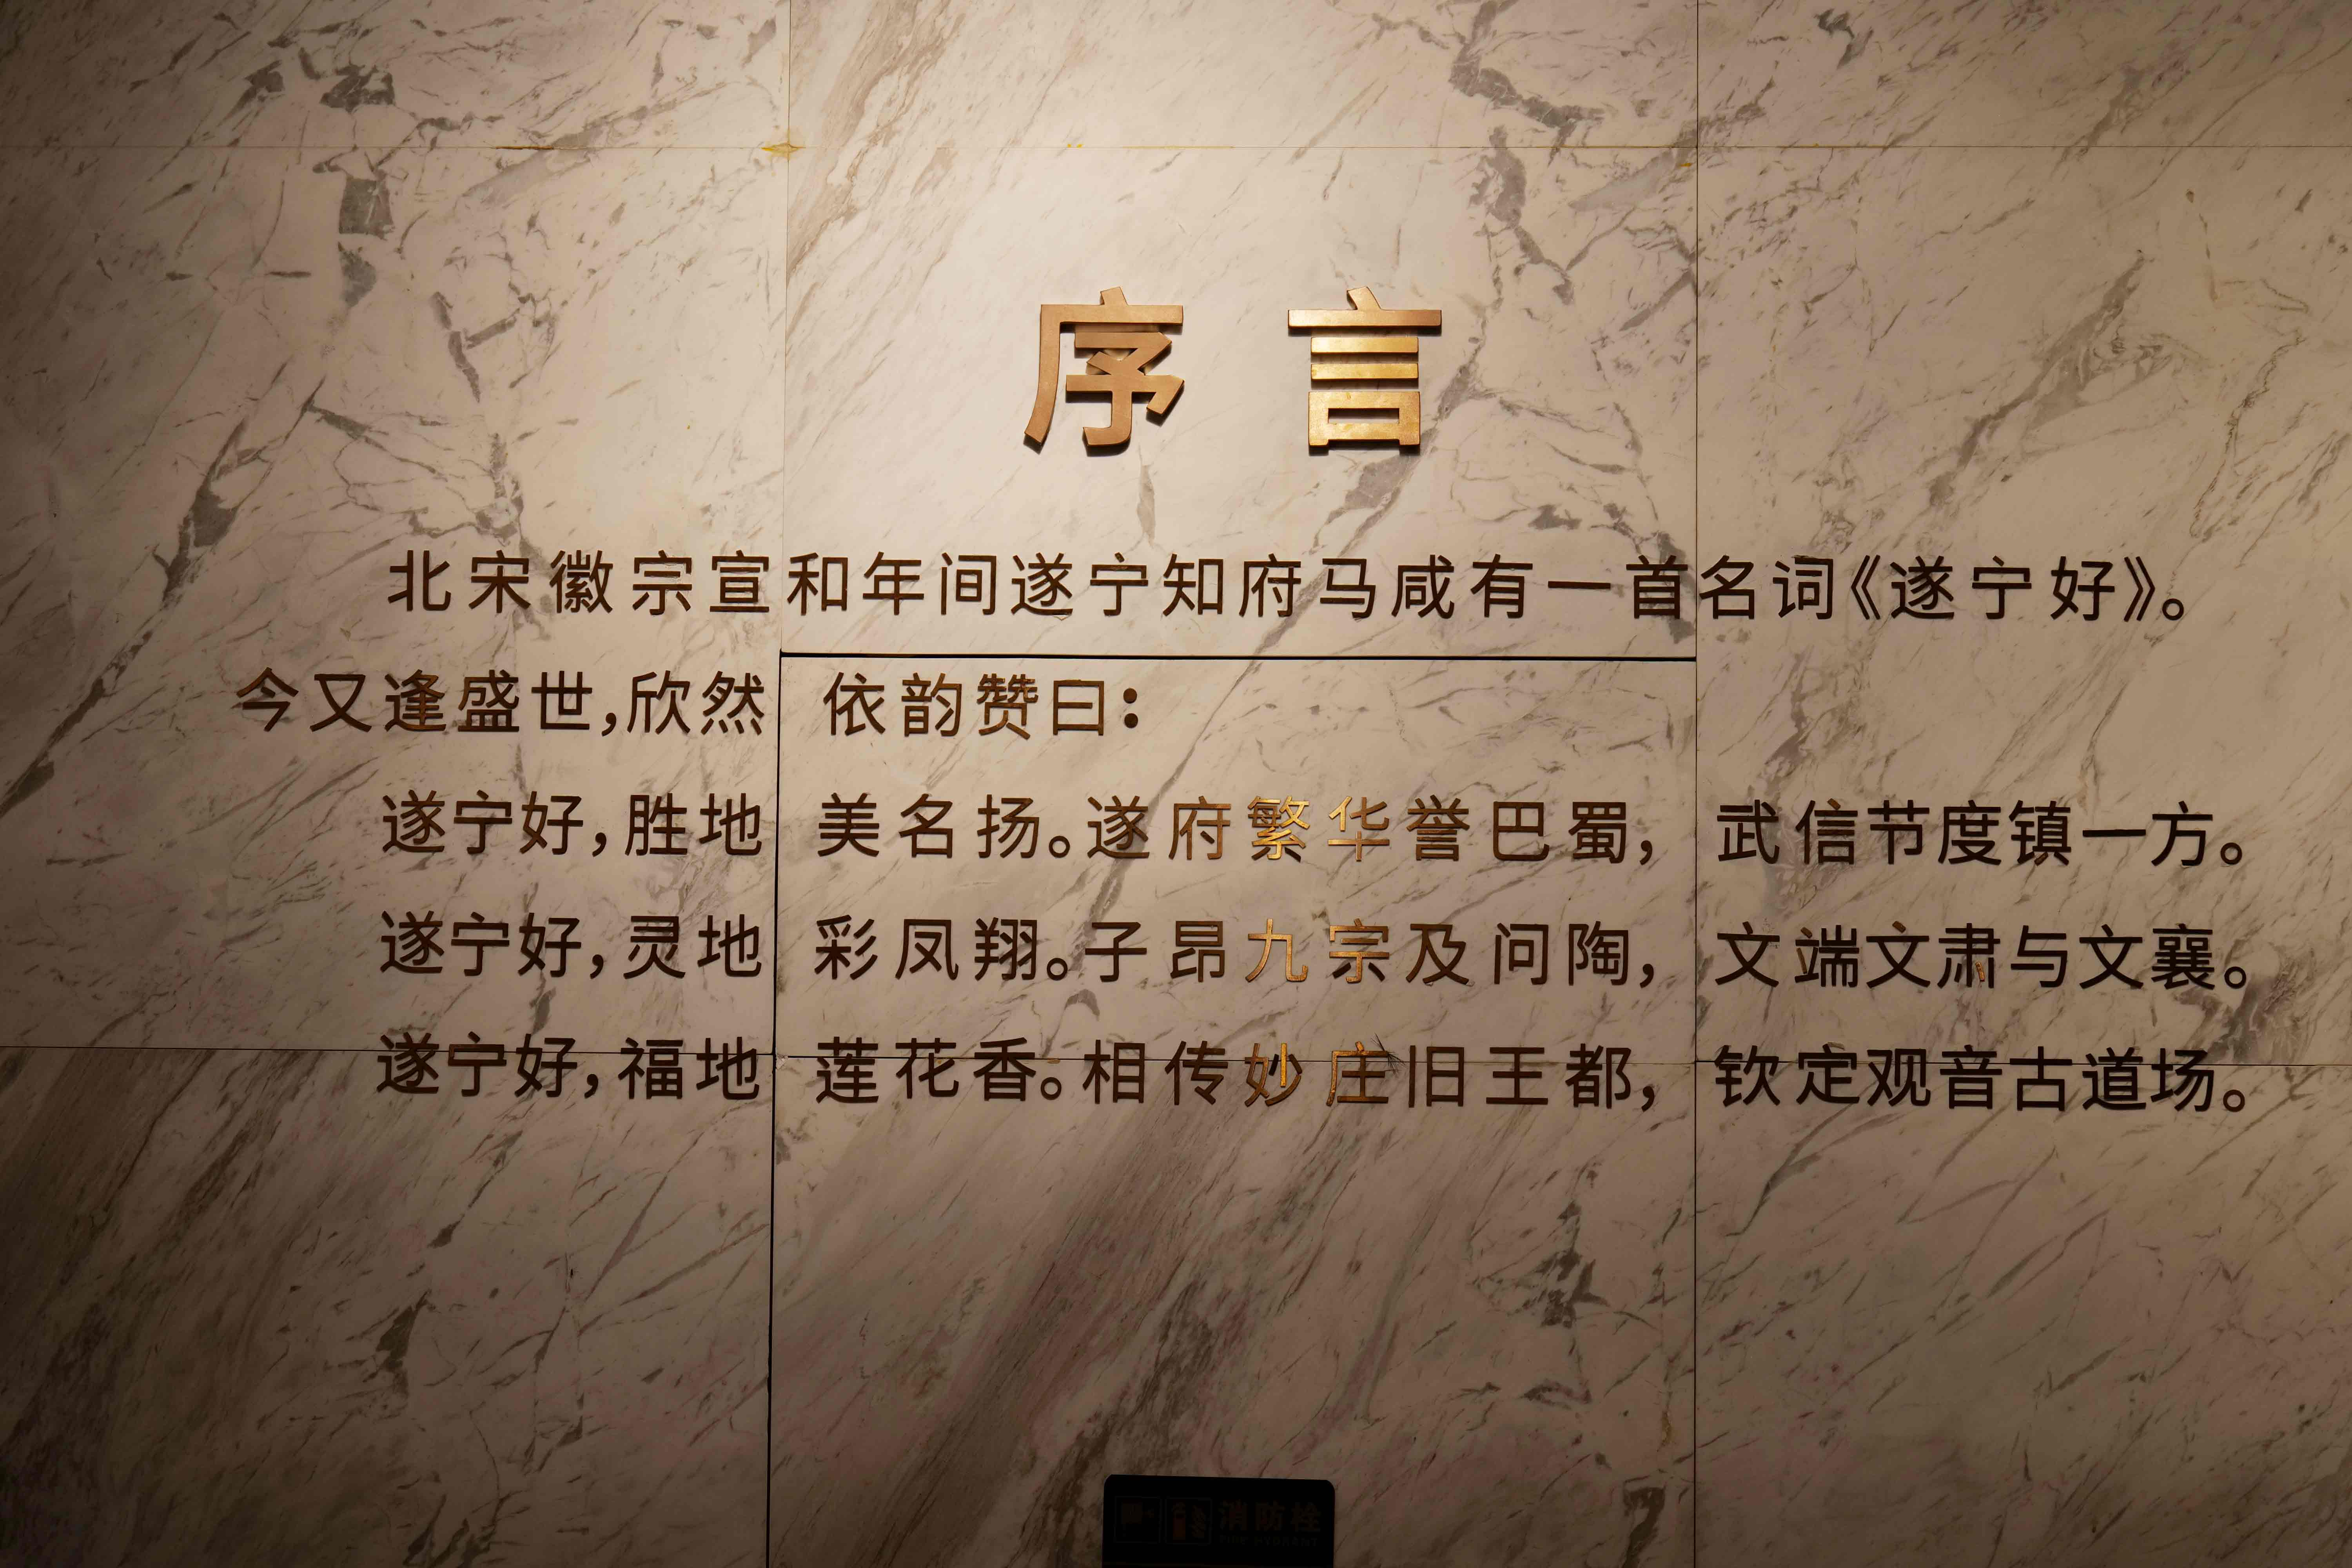 序言
北宋徽宗宣和年间遂宁知府马咸有一首名词《遂宁好》。
今又逢盛世,欣然依韵赞曰：
遂宁好,胜地美名扬。遂府繁华誉巴蜀,武信节度镇一方。
遂宁好,灵地彩凤翔。子昂九宗及问陶,文端文肃与文襄。
遂宁好,福地莲花香。相传妙庄旧王都,钦定观音古道场。
消防栓